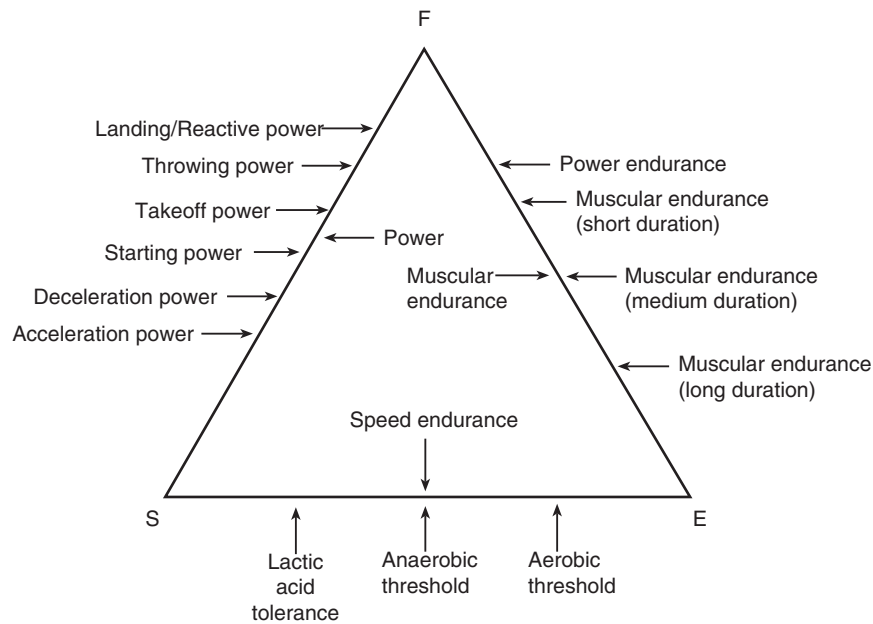 F
Landing/Reactive power
Throwing power
Takeoff power
Power
Starting power
Deceleration power
Acceleration power
Power endurance
Muscular endurance
(short duration)
Muscular
endurance
Muscular endurance
(medium duration)
Muscular endurance
(long duration)
Speed endurance
S
E
Lactic
acid
tolerance
Anaerobic
threshold
Aerobic
threshold